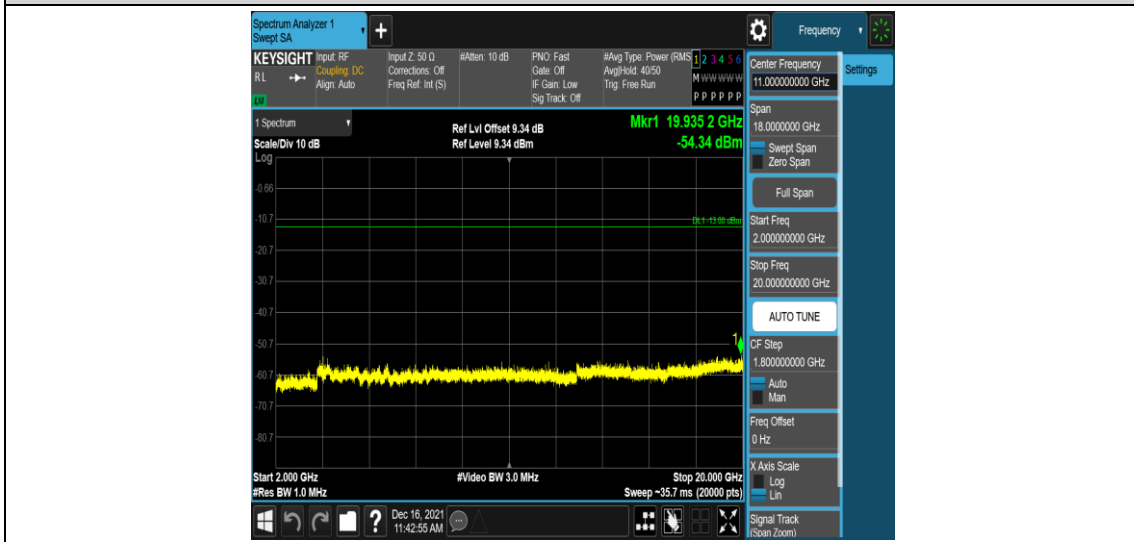 Spectrum Analyzer 1
Swept SA
+
Frequency
KEYSIGHT
RL
Input: RF
Coupling: DC
Align: Auto
Input Z: 50 Ω
Corrections: Off
Freq Ref: Int (S)
#Atten: 10 dB
PNO: Fast
Gate: Off
IF Gain: Low
Sig Track: Off
#Avg Type: Power (RMS
Avg|Hold: 40/50
Trig: Free Run
1 2 3 4 5 6
M W W W W W
P P P P P P
1 Spectrum
Scale/Div 10 dB
Ref Lvl Offset 9.34 dB
Ref Level 9.34 dBm
Mkr1 19.935 2 GHz
-54.34 dBm
Log
-0.66
-10.7
-20.7
-30.7
-40.7
-50.7
-60.7
-70.7
-80.7
DL1 -13.00 dBm
1
Start 2.000 GHz
#Res BW 1.0 MHz
#Video BW 3.0 MHz
Stop 20.000 GHz
Sweep ~35.7 ms (20000 pts)
Center Frequency
11.000000000 GHz
Settings
Span
18.0000000 GHz
Swept Span
Zero Span
Full Span
Start Freq
2.000000000 GHz
Stop Freq
20.000000000 GHz
AUTO TUNE
CF Step
1.800000000 GHz
Auto
Man
Freq Offset
0 Hz
X Axis Scale
Log
Lin
Signal Track
(Span Zoom)
?
Dec 16, 2021
11:42:55 AM